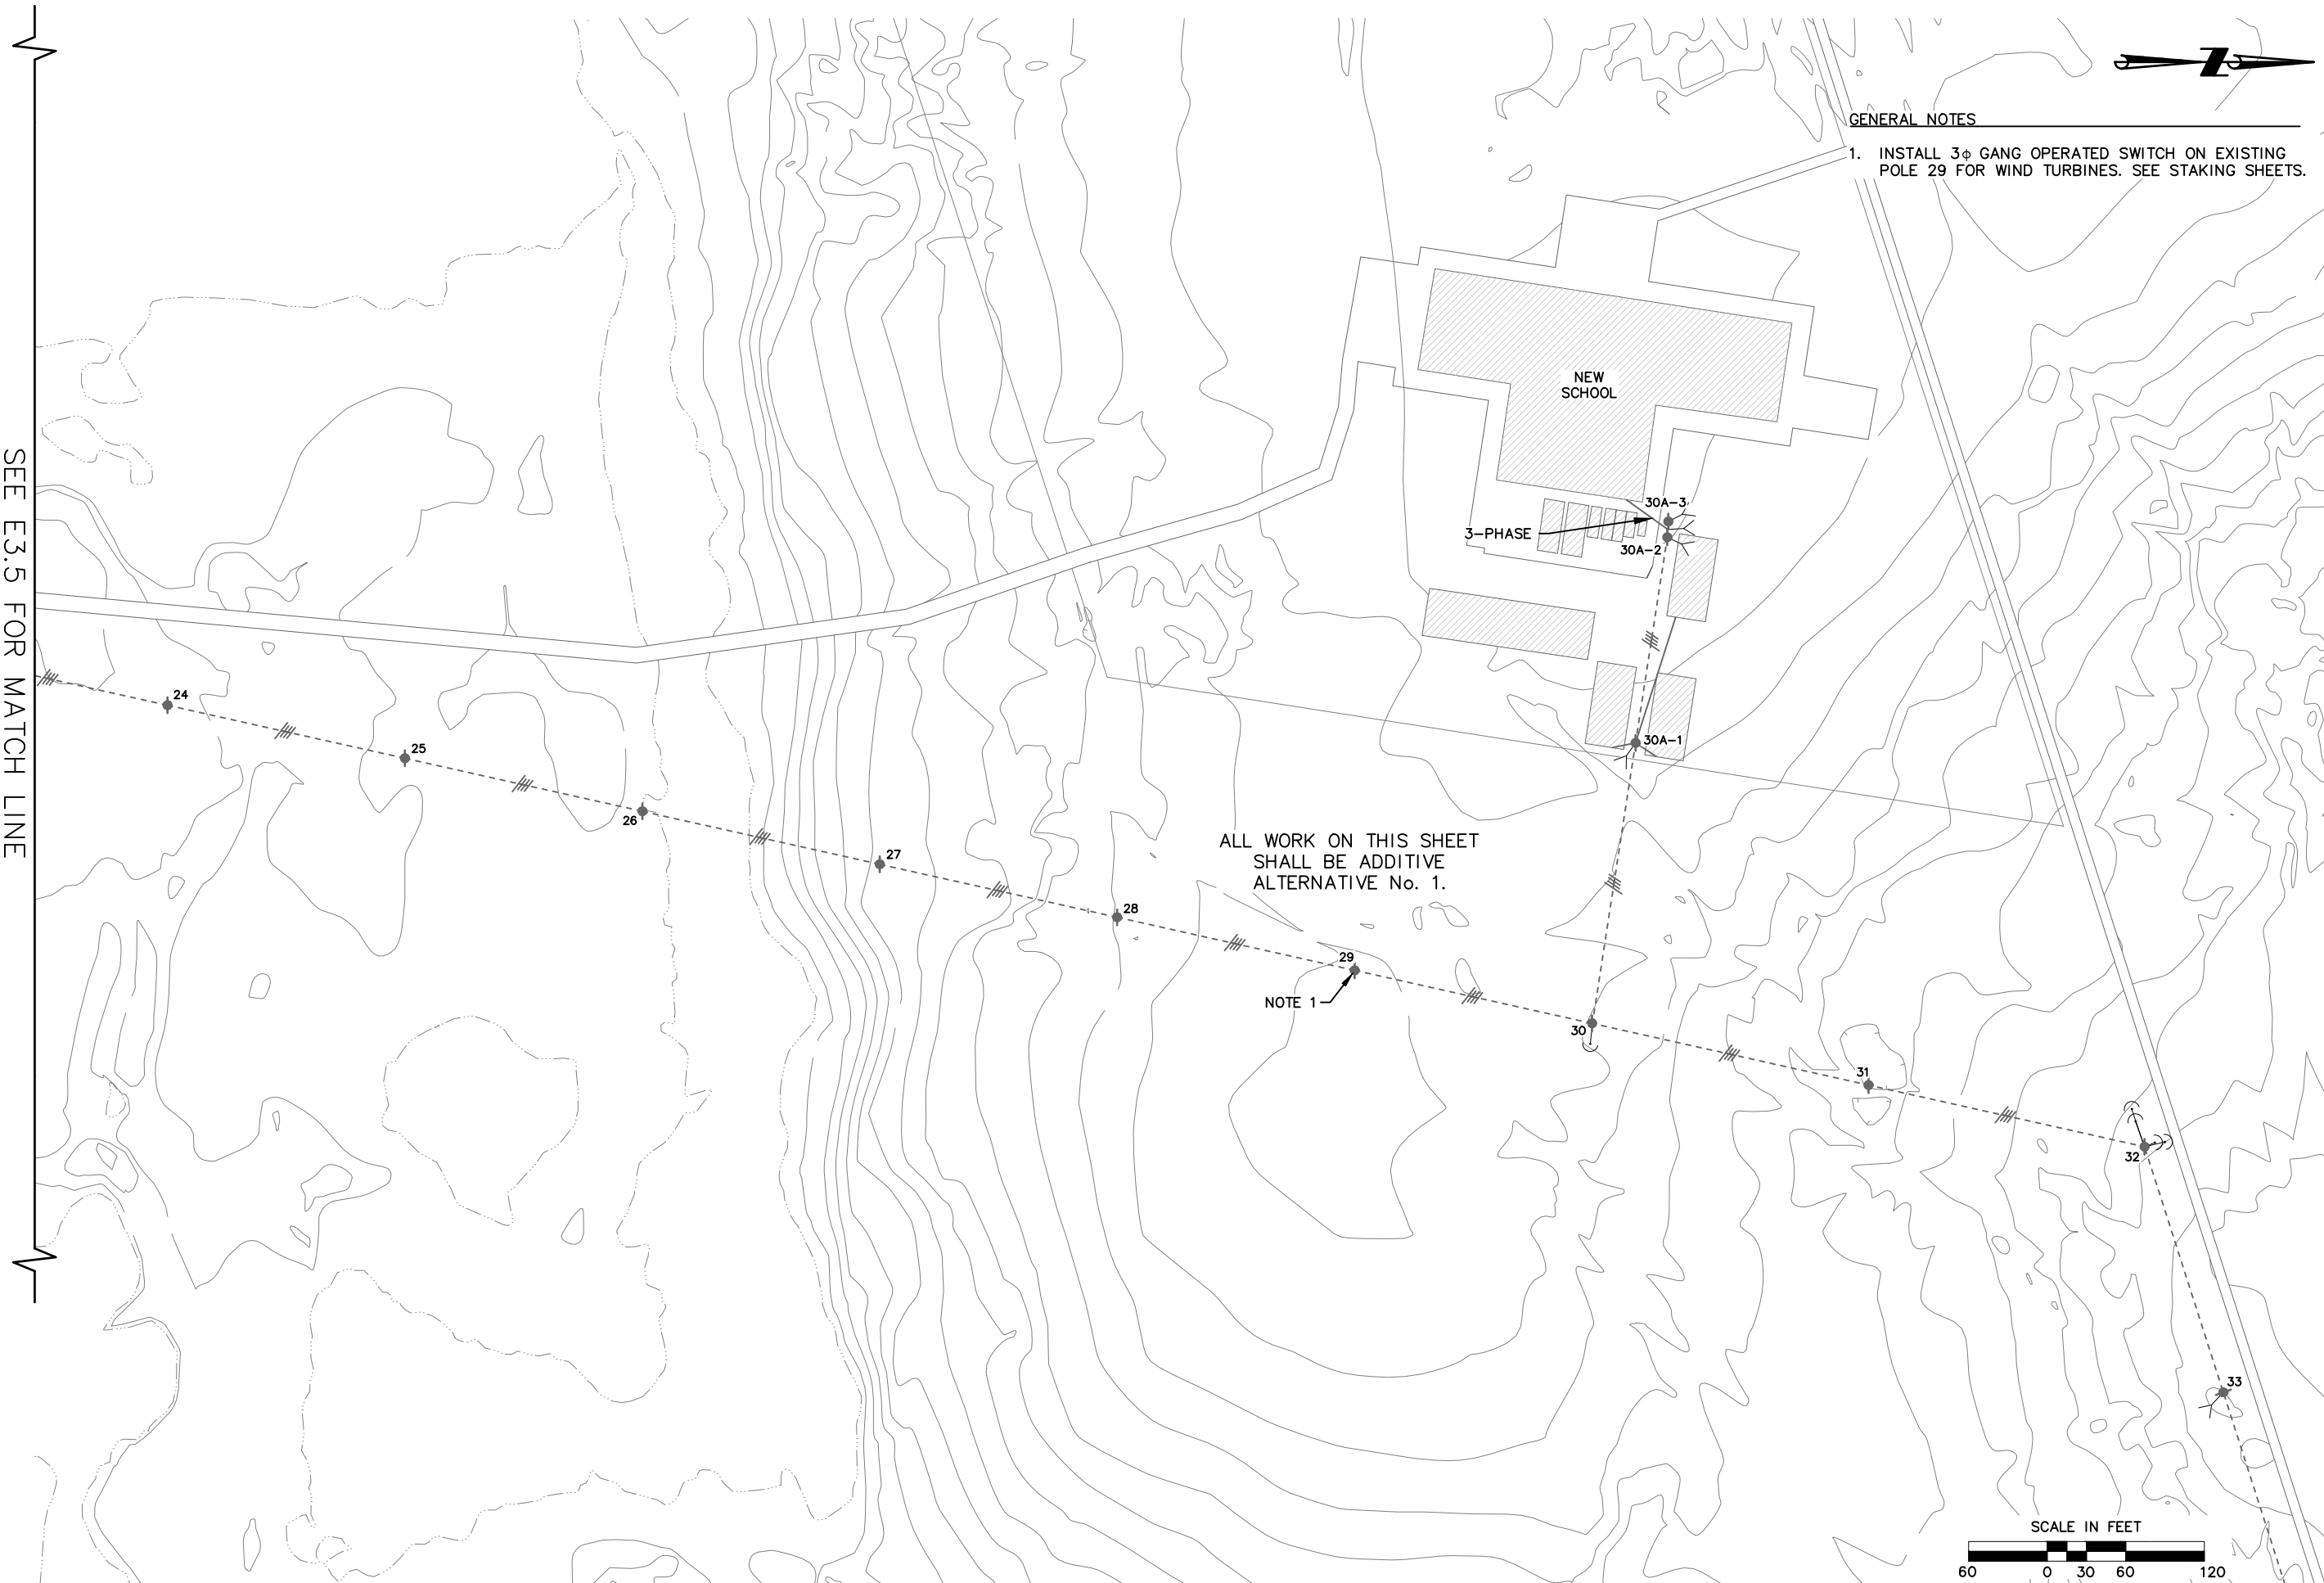 GENERAL NOTES
1. INSTALL 3ϕ GANG OPERATED SWITCH ON EXISTING
POLE 29 FOR WIND TURBINES. SEE STAKING SHEETS.
NEW
SCHOOL
30A-3
3-PHASE
30A-2
30A-1
SEE E3.5 FOR MATCH LINE
24
25
26
27
28
ALL WORK ON THIS SHEET
SHALL BE ADDITIVE
ALTERNATIVE No. 1.
29
NOTE 1
30
31
32
33
SCALE IN FEET
60 0 30 60 120